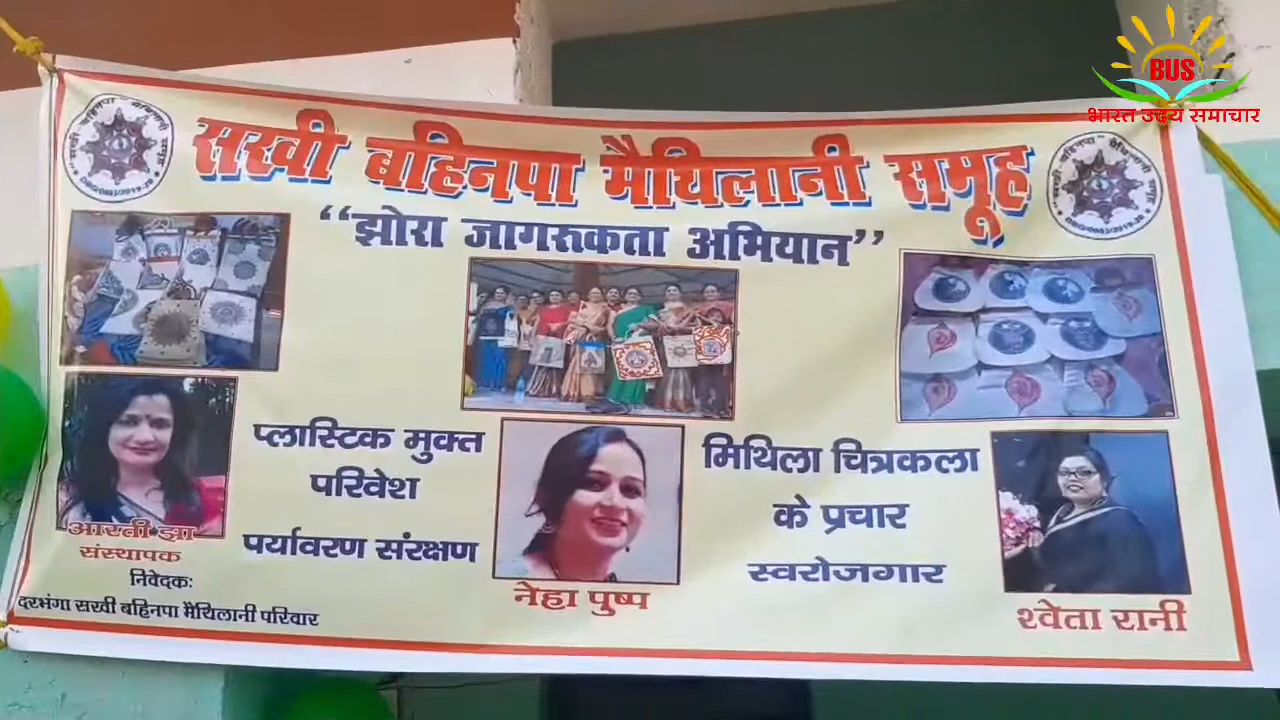 BUS
भारत उदय समाचार
सखी बहिनपा मैथिलानी समूह
“झोरा जागरूकता अभियान”
प्लास्टिक मुक्त
परिवेश
पर्यावरण संरक्षण
मिथिला चित्रकला
के प्रचार
स्वरोजगार
आरती झा
संस्थापक
नेहा पुष्प
श्वेता रानी
निवेदकः
दरभंगा सखी बहिनपा मैथिलानी परिवार